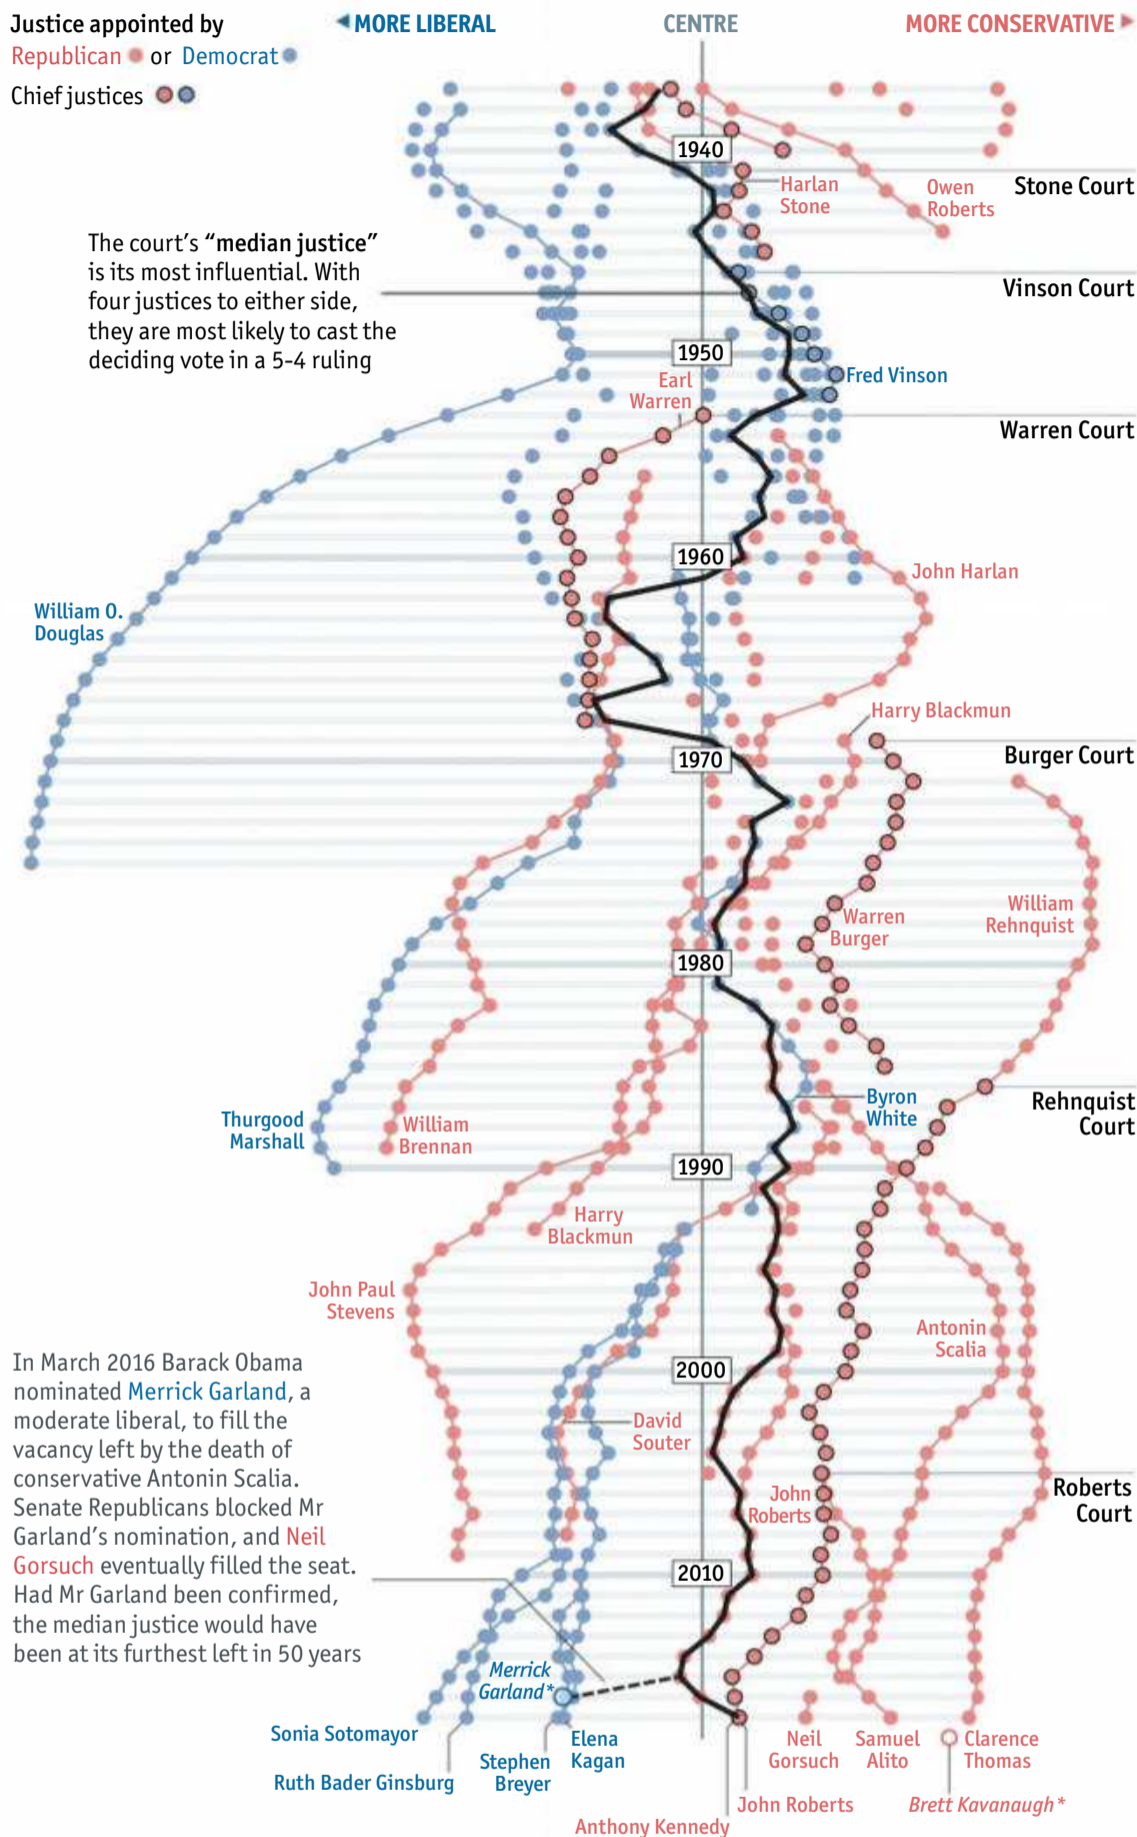 Justice appointed by
Republican or Democrat
Chief justices
MORE LIBERAL
CENTRE
MORE CONSERVATIVE
1940
Harlan
Stone
Owen
Roberts
Stone Court
The court's “median justice”
is its most influential. With
four justices to either side,
they are most likely to cast the
deciding vote in a 5-4 ruling
Vinson Court
1950
Earl
Warren
Fred Vinson
Warren Court
1960
John Harlan
William O.
Douglas
Harry Blackmun
Burger Court
1970
Warren
Burger
William
Rehnquist
1980
Byron
White
Rehnquist
Court
Thurgood
Marshall
William
Brennan
1990
Harry
Blackmun
John Paul
Stevens
Antonin
Scalia
2000
In March 2016 Barack Obama
nominated Merrick Garland, a
moderate liberal, to fill the
vacancy left by the death of
conservative Antonin Scalia.
Senate Republicans blocked Mr
Garland's nomination, and Neil
Gorsuch eventually filled the seat.
Had Mr Garland been confirmed,
the median justice would have
been at its furthest left in 50 years
David
Souter
John
Roberts
Roberts
Court
2010
Merrick
Garland*
Sonia Sotomayor
Ruth Bader Ginsburg
Stephen
Breyer
Elena
Kagan
Anthony Kennedy
John Roberts
Neil
Gorsuch
Samuel
Alito
Clarence
Thomas
Brett Kavanaugh*